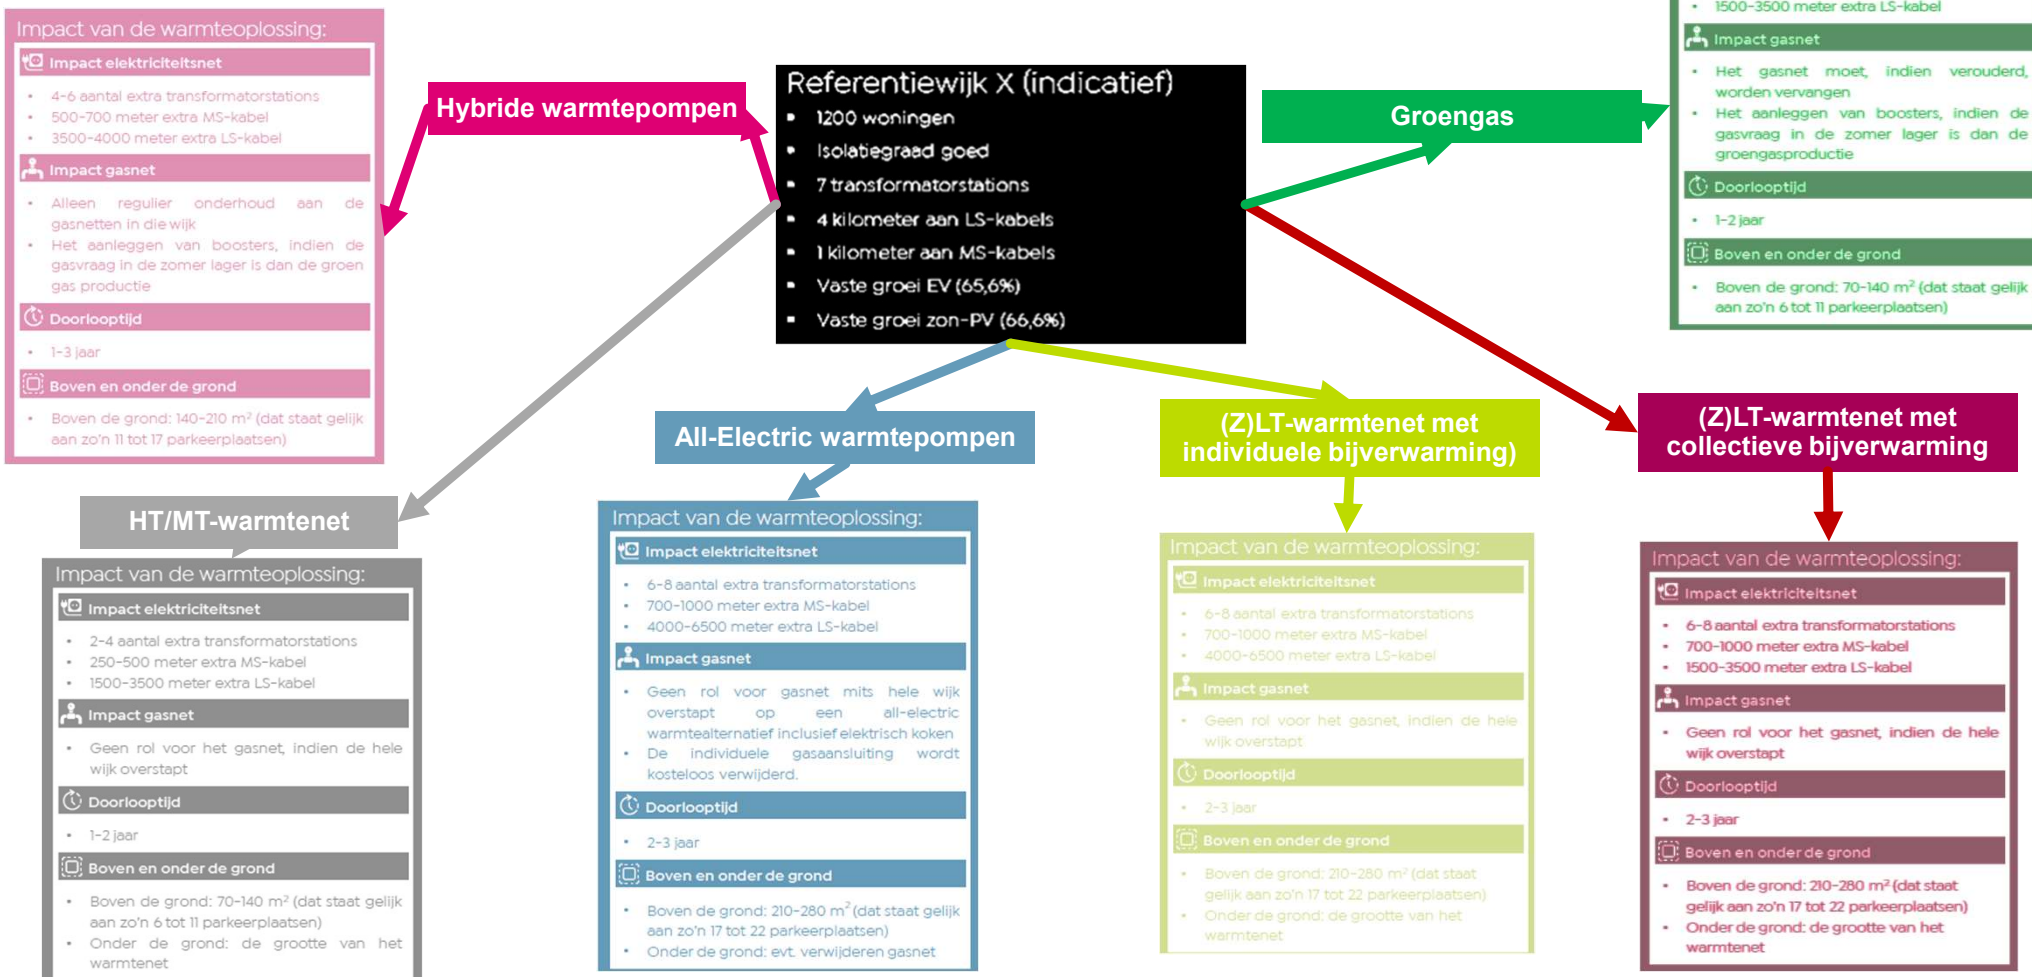 Impact van de warmteoplossing:
Impact elektriciteitsnet
• 4-6 aantal extra transformatorstations
• 500-700 meter extra MS-kabel
• 3500-4000 meter extra LS-kabel
Impact gasnet
• Alleen regulier onderhoud aan de
gasnetten in die wijk
• Het aanleggen van boosters, indien de
gasvraag in de zomer lager is dan de groen
gas productie
Doorlooptijd
• 1-3 jaar
Boven en onder de grond
• Boven de grond: 140-210 m² (dat staat gelijk
aan zo'n 11 tot 17 parkeerplaatsen)
Hybride warmtepompen
Referentiewijk X (indicatief)
▪ 1200 woningen
▪ Isolatiegraad goed
▪ 7 transformatorstations
▪ 4 kilometer aan LS-kabels
▪ 1 kilometer aan MS-kabels
▪ Vaste groei EV (65,6%)
▪ Vaste groei zon-PV (66,6%)
Groengas
• 1500-3500 meter extra LS-kabel
Impact gasnet
• Het gasnet moet, indien verouderd,
worden vervangen
• Het aanleggen van boosters, indien de
gasvraag in de zomer lager is dan de
groengasproductie
Doorlooptijd
• 1-2 jaar
Boven en onder de grond
• Boven de grond: 70-140 m² (dat staat gelijk
aan zo'n 6 tot 11 parkeerplaatsen)
HT/MT-warmtenet
Impact van de warmteoplossing:
Impact elektriciteitsnet
• 2-4 aantal extra transformatorstations
• 250-500 meter extra MS-kabel
• 1500-3500 meter extra LS-kabel
Impact gasnet
• Geen rol voor het gasnet, indien de hele
wijk overstapt
Doorlooptijd
• 1-2 jaar
Boven en onder de grond
• Boven de grond: 70-140 m² (dat staat gelijk
aan zo'n 6 tot 11 parkeerplaatsen)
• Onder de grond: de grootte van het
warmtenet
All-Electric warmtepompen
Impact van de warmteoplossing:
Impact elektriciteitsnet
• 6-8 aantal extra transformatorstations
• 700-1000 meter extra MS-kabel
• 4000-6500 meter extra LS-kabel
Impact gasnet
• Geen rol voor gasnet mits hele wijk
overstapt op een all-electric
warmtealternatief inclusief elektrisch koken
• De individuele gasaansluiting wordt
kosteloos verwijderd.
Doorlooptijd
• 2-3 jaar
Boven en onder de grond
• Boven de grond: 210-280 m² (dat staat gelijk
aan zo'n 17 tot 22 parkeerplaatsen)
• Onder de grond: evt. verwijderen gasnet
(Z)LT-warmtenet met
individuele bijverwarming)
Impact van de warmteoplossing:
Impact elektriciteitsnet
• 6-8 aantal extra transformatorstations
• 700-1000 meter extra MS-kabel
• 4000-6500 meter extra LS-kabel
Impact gasnet
• Geen rol voor het gasnet, indien de hele
wijk overstapt
Doorlooptijd
• 2-3 jaar
Boven en onder de grond
• Boven de grond: 210-280 m² (dat staat
gelijk aan zo'n 17 tot 22 parkeerplaatsen)
• Onder de grond: de grootte van het
warmtenet
(Z)LT-warmtenet met
collectieve bijverwarming
Impact van de warmteoplossing:
Impact elektriciteitsnet
• 6-8 aantal extra transformatorstations
• 700-1000 meter extra MS-kabel
• 1500-3500 meter extra LS-kabel
Impact gasnet
• Geen rol voor het gasnet, indien de hele
wijk overstapt
Doorlooptijd
• 2-3 jaar
Boven en onder de grond
• Boven de grond: 210-280 m² (dat staat
gelijk aan zo'n 17 tot 22 parkeerplaatsen)
• Onder de grond: de grootte van het
warmtenet